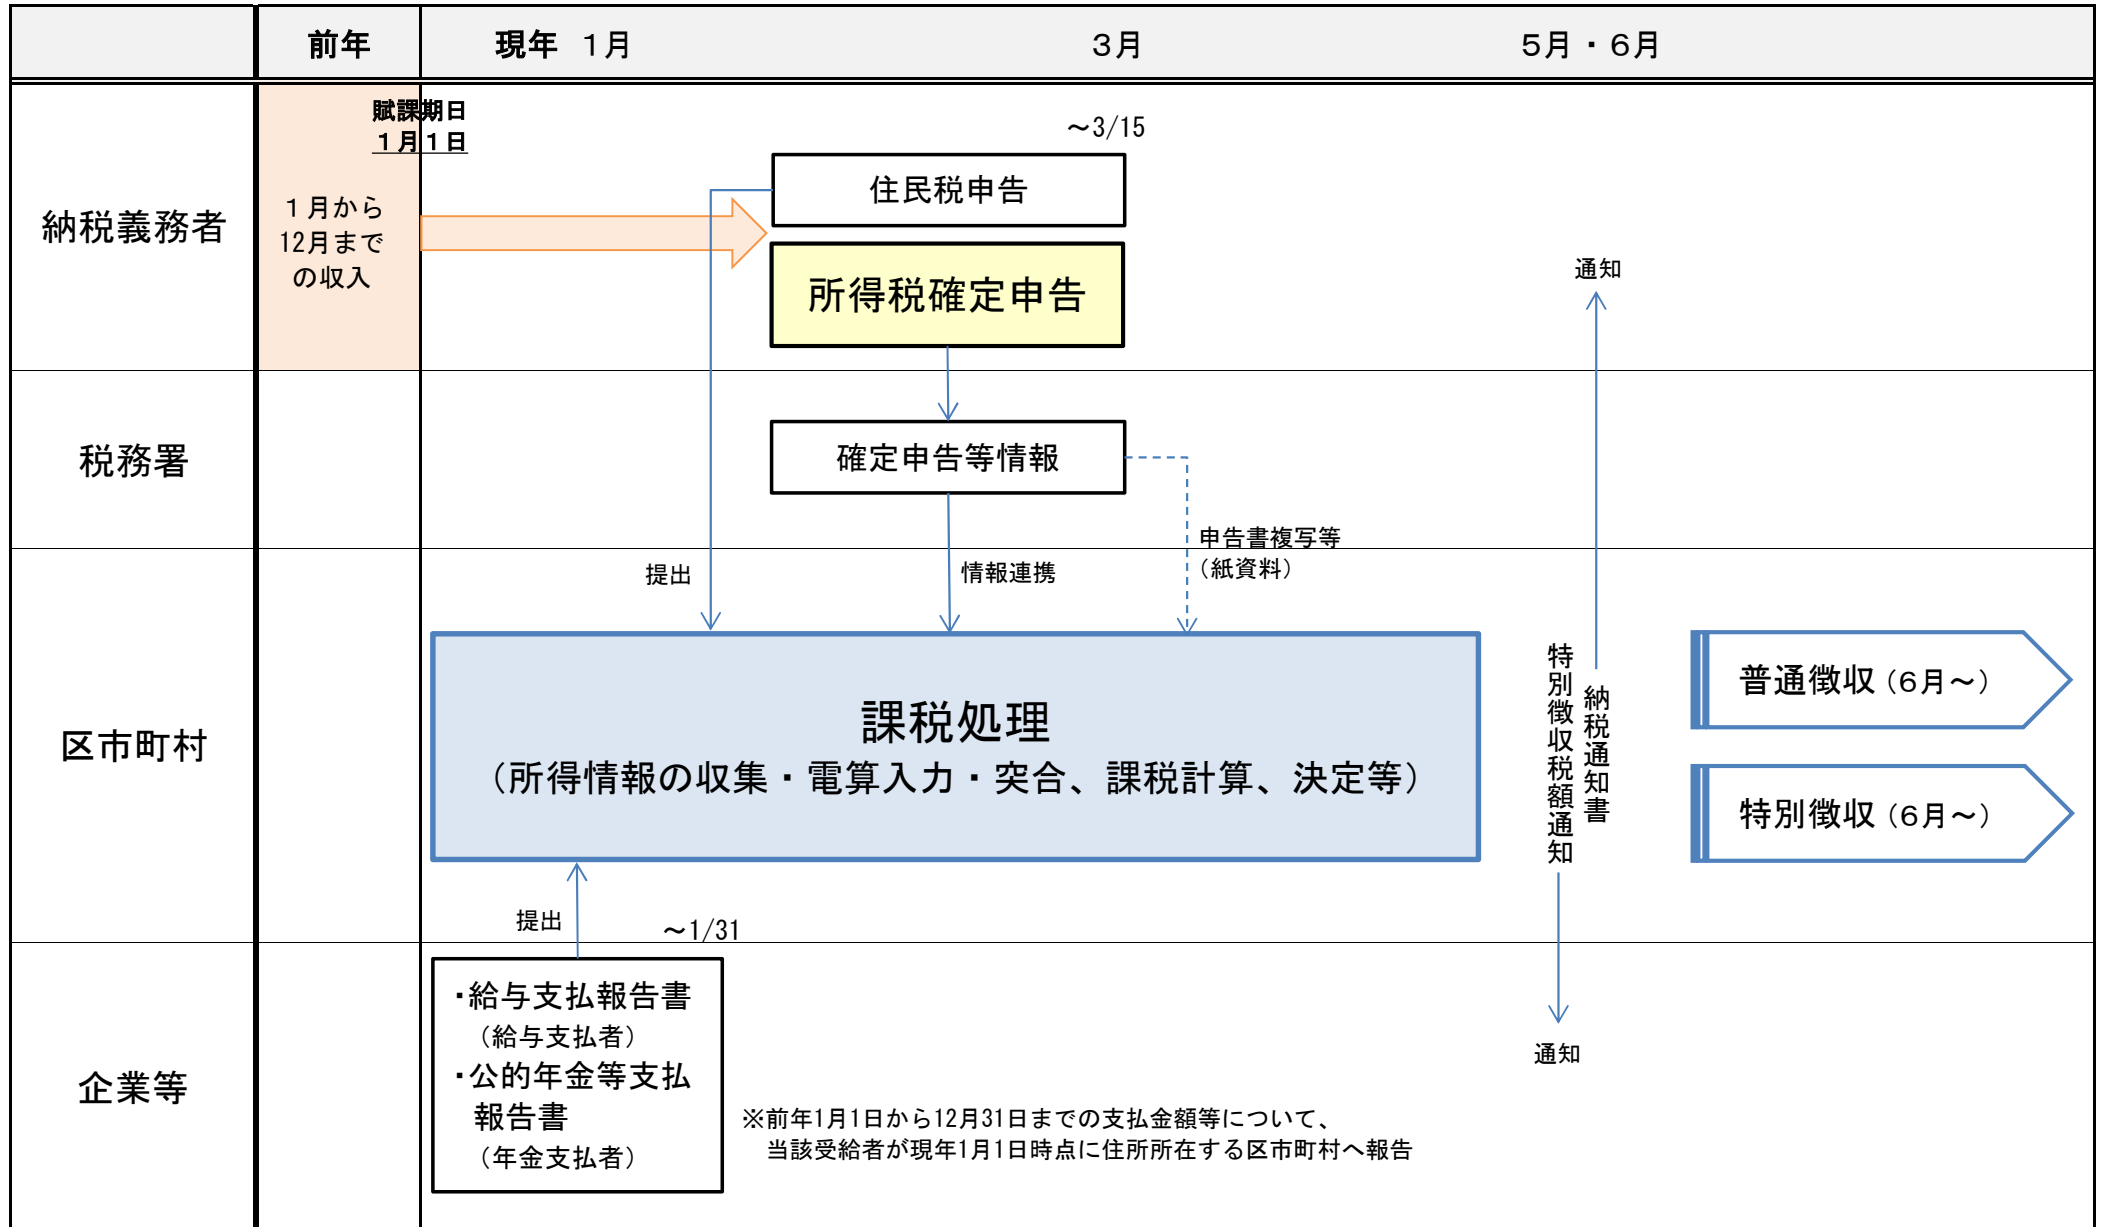 前年
現年 1月
3月
5月・6月
納税義務者
賦課期日
1月1日
1月から
12月まで
の収入
～3/15
住民税申告
所得税確定申告
通知
税務署
確定申告等情報
申告書複写等
（紙資料）
提出
情報連携
区市町村
課税処理
（所得情報の収集・電算入力・突合、課税計算、決定等）
特別徴収税額通知
納税通知書
普通徴収（6月～）
特別徴収（6月～）
提出
～1/31
企業等
・給与支払報告書
（給与支払者）
・公的年金等支払
報告書
（年金支払者）
通知
※前年1月1日から12月31日までの支払金額等について、
当該受給者が現年1月1日時点に住所所在する区市町村へ報告